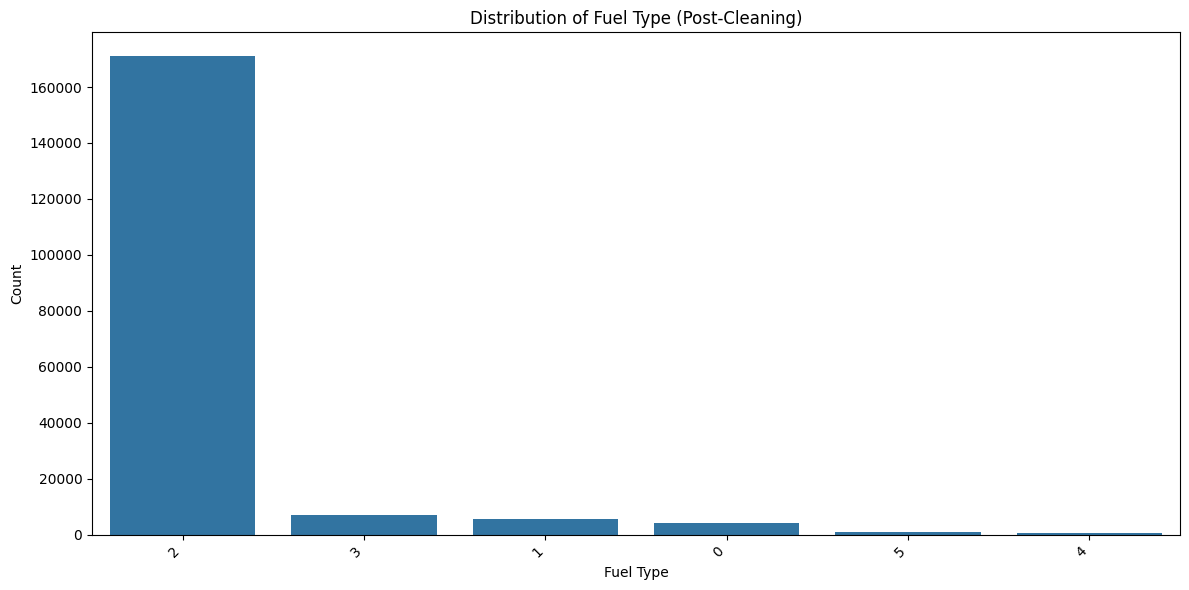 Distribution of Fuel Type (Post-Cleaning)
160000
140000
120000
100000
80000
60000
40000
20000
0
Count
2 3 1 0 5 4
Fuel Type